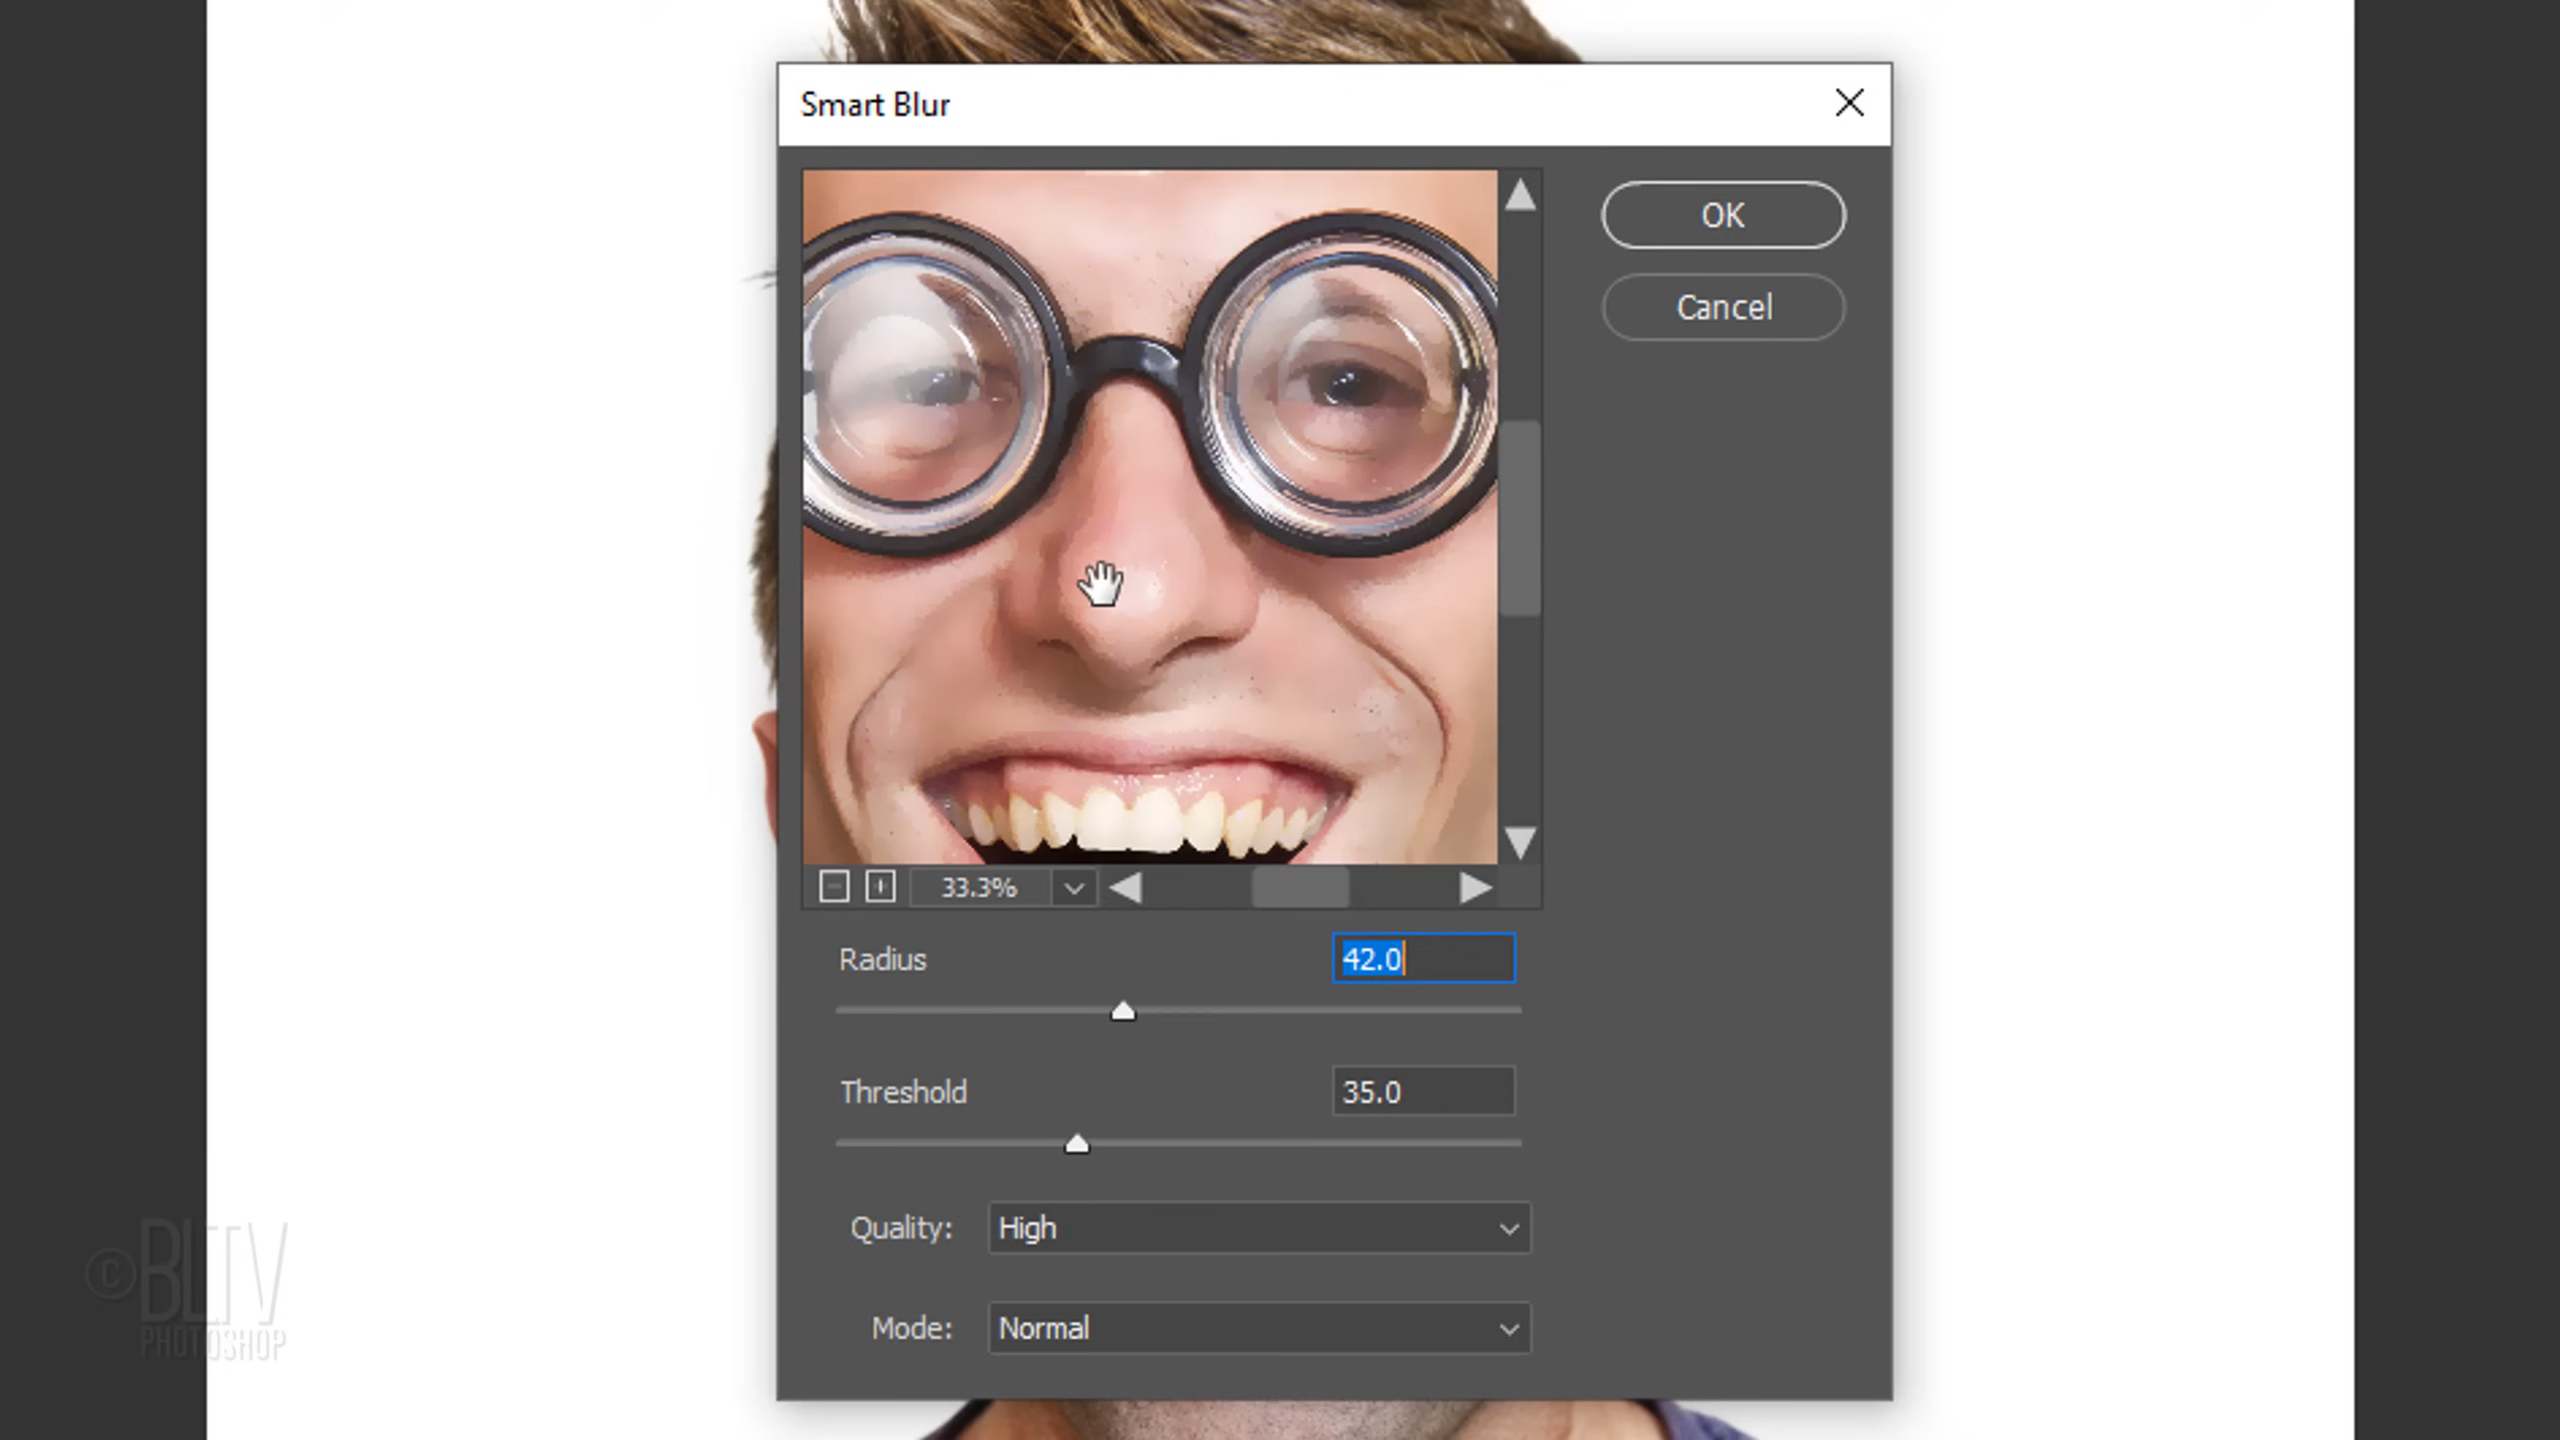 Smart Blur
OK
Cancel
33.3%
Radius 42.0
Threshold 35.0
Quality: High
Mode: Normal
©BLTV
PHOTOSHOP